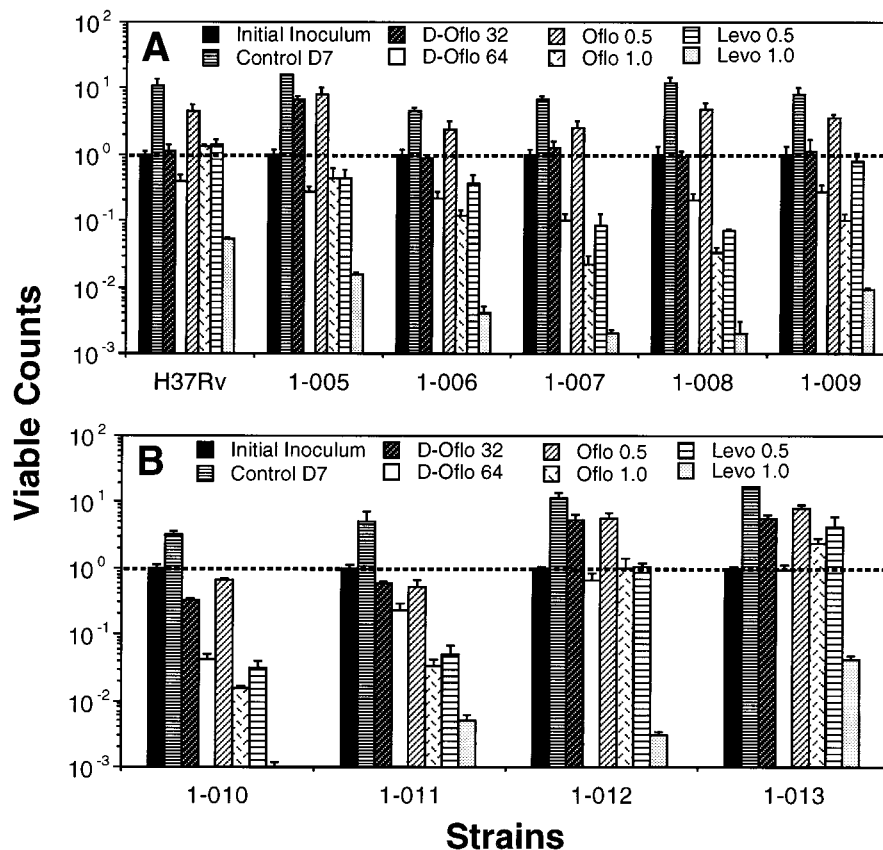 A
Initial Inoculum D-Oflo 32 Oflo 0.5 Levo 0.5
Control D7 D-Oflo 64 Oflo 1.0 Levo 1.0
10^2
10^1
10^0
10^-1
10^-2
10^-3
H37Rv 1-005 1-006 1-007 1-008 1-009
Viable Counts
B
Initial Inoculum D-Oflo 32 Oflo 0.5 Levo 0.5
Control D7 D-Oflo 64 Oflo 1.0 Levo 1.0
10^2
10^1
10^0
10^-1
10^-2
10^-3
1-010 1-011 1-012 1-013
Strains